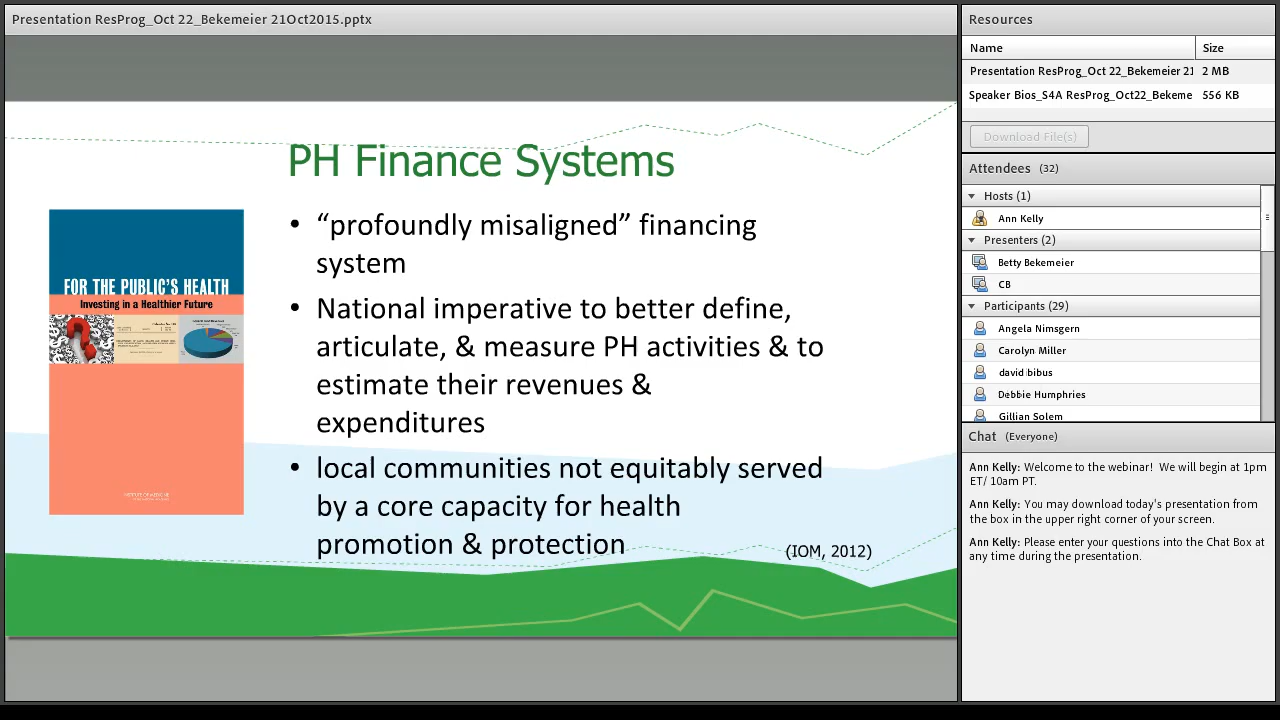 Presentation ResProg_Oct 22_Bekemeier 21Oct2015.pptx
PH Finance Systems
• “profoundly misaligned” financing
system
• National imperative to better define,
articulate, & measure PH activities & to
estimate their revenues &
expenditures
• local communities not equitably served
by a core capacity for health
promotion & protection
(IOM, 2012)
FOR THE PUBLIC'S HEALTH
Investing in a Healthier Future
INSTITUTE OF MEDICINE
Resources
Name Size
Presentation ResProg_Oct 22_Bekemeier 21 2 MB
Speaker Bios_S4A ResProg_Oct22_Bekeme 556 KB
Download File(s)
Attendees (32)
Hosts (1)
Ann Kelly
Presenters (2)
Betty Bekemeier
CB
Participants (29)
Angela Nimsgern
Carolyn Miller
david bibus
Debbie Humphries
Gillian Solem
Chat (Everyone)
Ann Kelly: Welcome to the webinar! We will begin at 1pm
ET/ 10am PT.
Ann Kelly: You may download today's presentation from
the box in the upper right corner of your screen.
Ann Kelly: Please enter your questions into the Chat Box at
any time during the presentation.